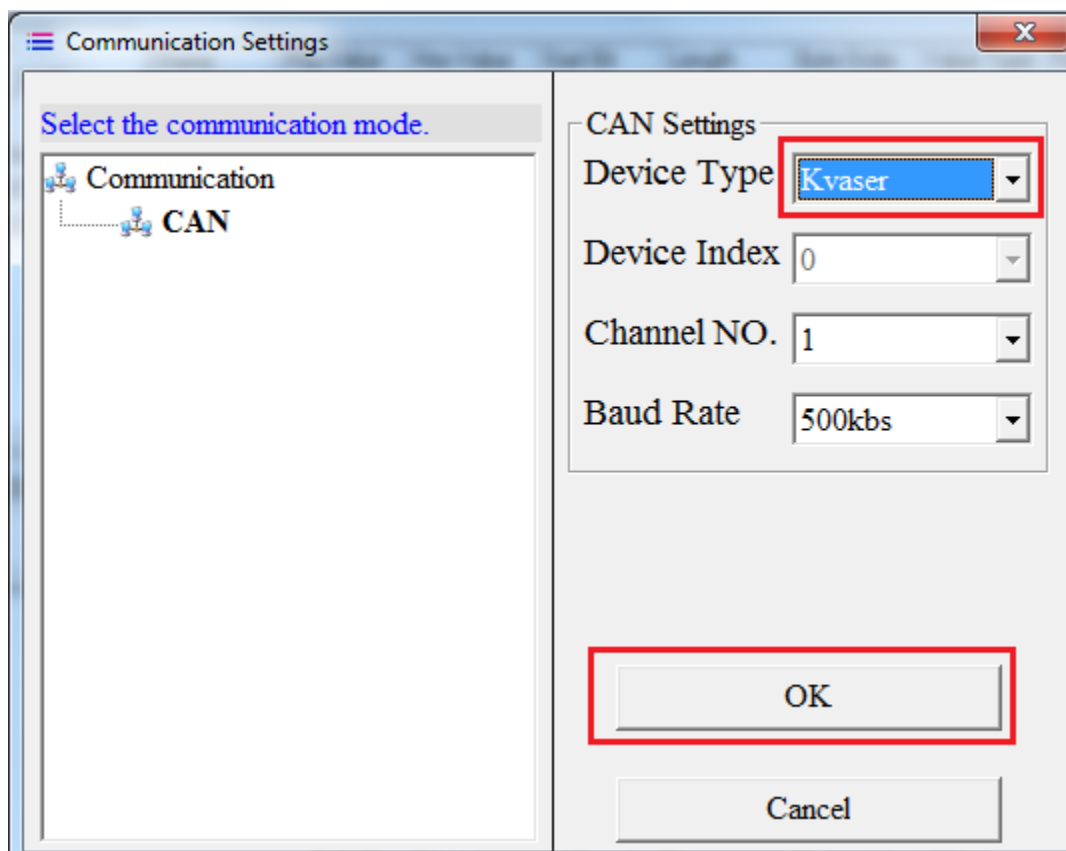 Communication Settings
Select the communication mode.
Communication
CAN
CAN Settings
Device Type Kvaser
Device Index 0
Channel NO. 1
Baud Rate 500kbs
OK
Cancel